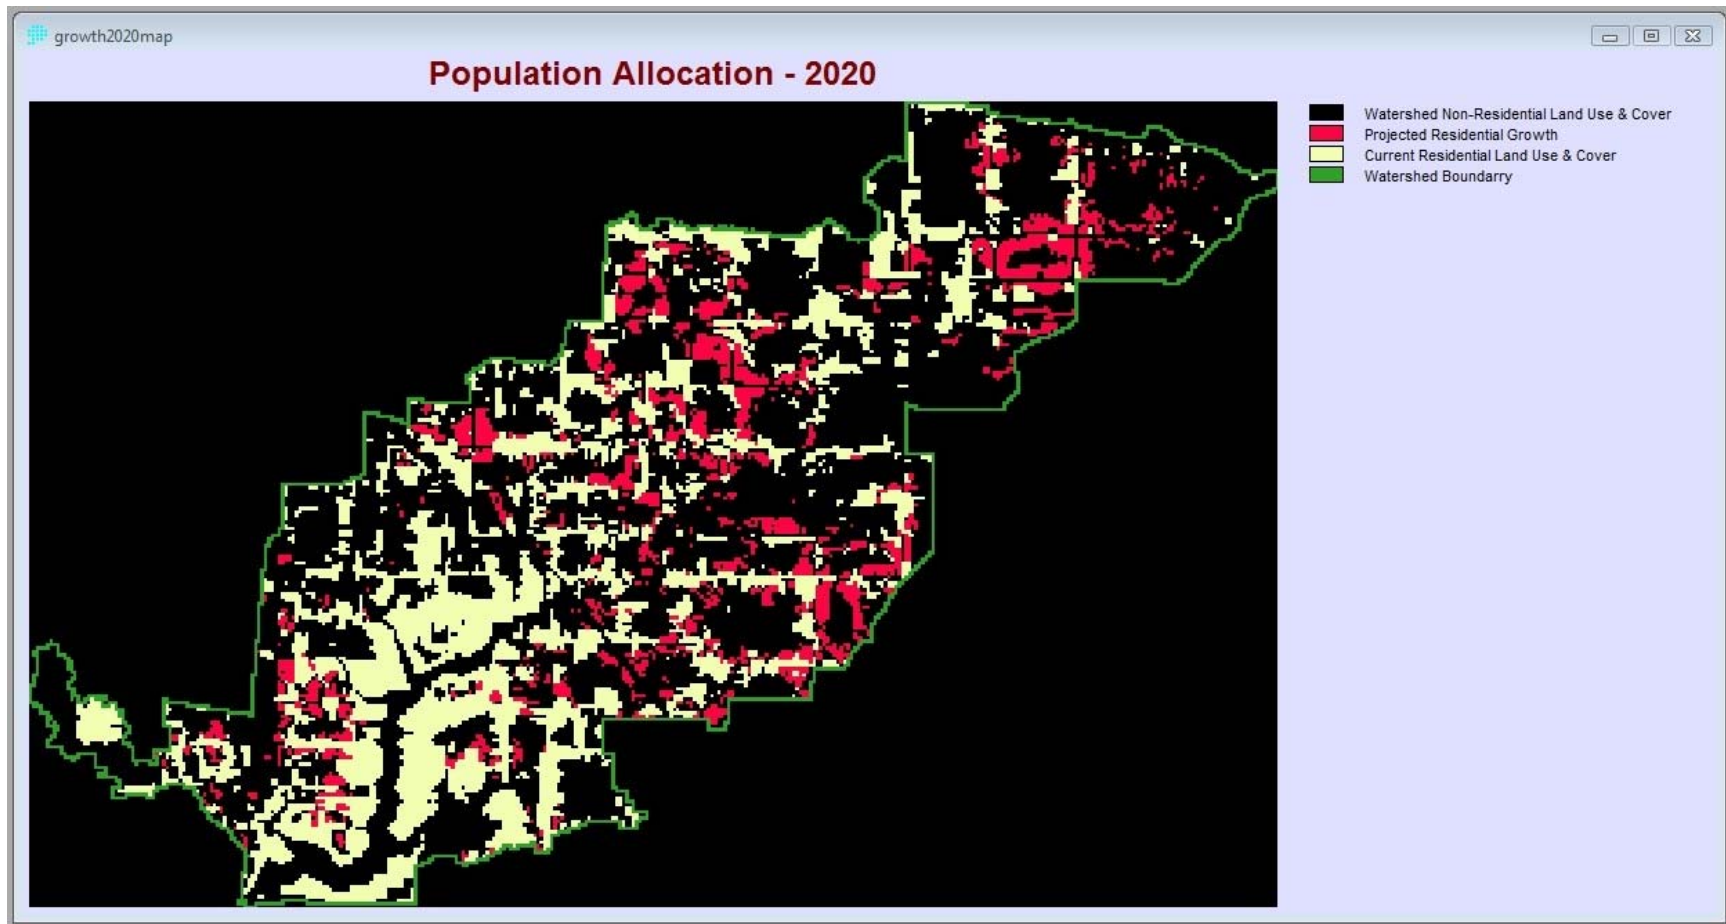 growth2020map
Population Allocation - 2020
Watershed Non-Residential Land Use & Cover
Projected Residential Growth
Current Residential Land Use & Cover
Watershed Boundarry